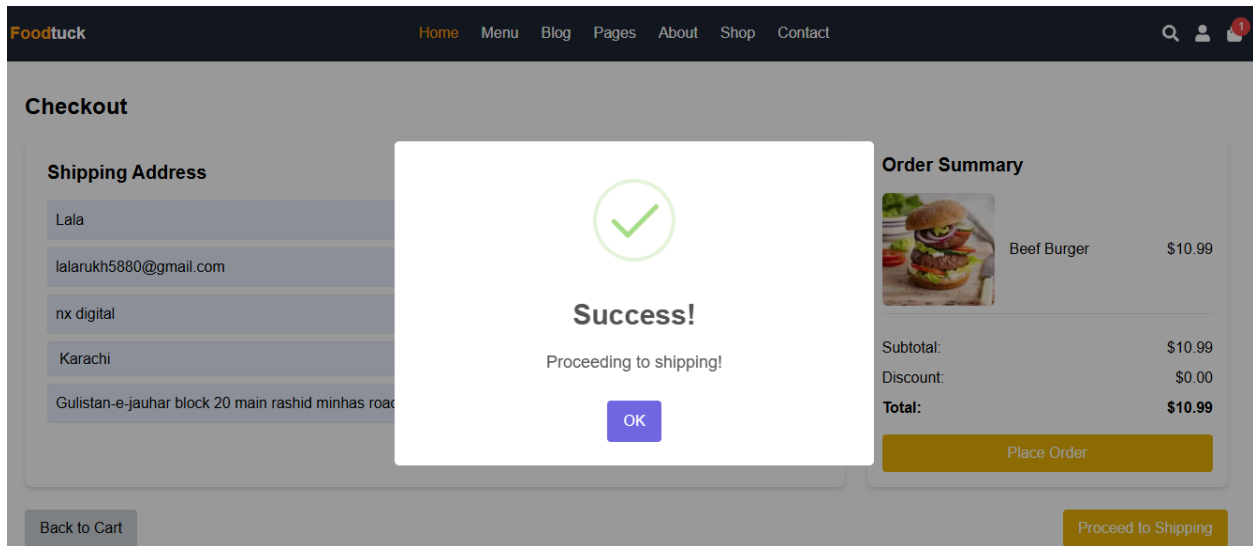 Foodtuck Home Menu Blog Pages About Shop Contact 1
Checkout
Shipping Address
Lala
lalarukh5880@gmail.com
nx digital
Karachi
Gulistan-e-jauhar block 20 main rashid minhas
Success!
Proceeding to shipping!
OK
Order Summary
Beef Burger $10.99
Subtotal: $10.99
Discount: $0.00
Total: $10.99
Place Order
Back to Cart
Proceed to Shipping